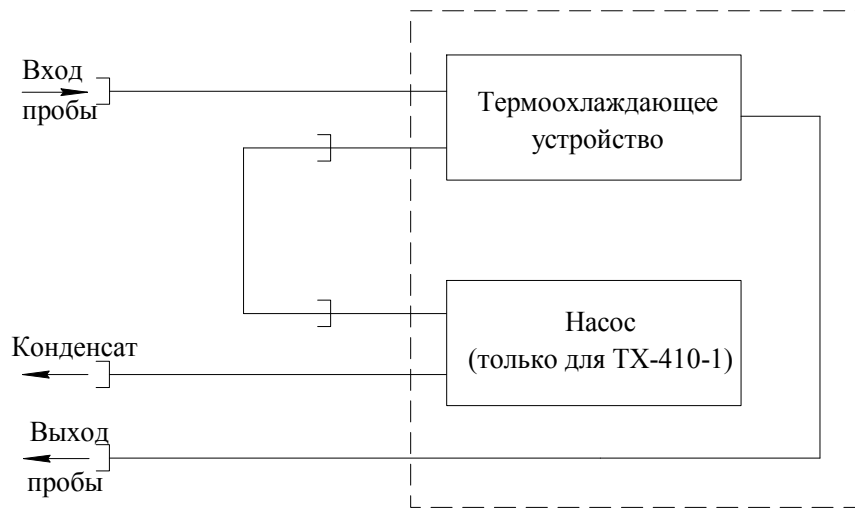 Вход
пробы
Термоохлаждающее
устройство
Насос
(только для ТХ-410-1)
Конденсат
Выход
пробы